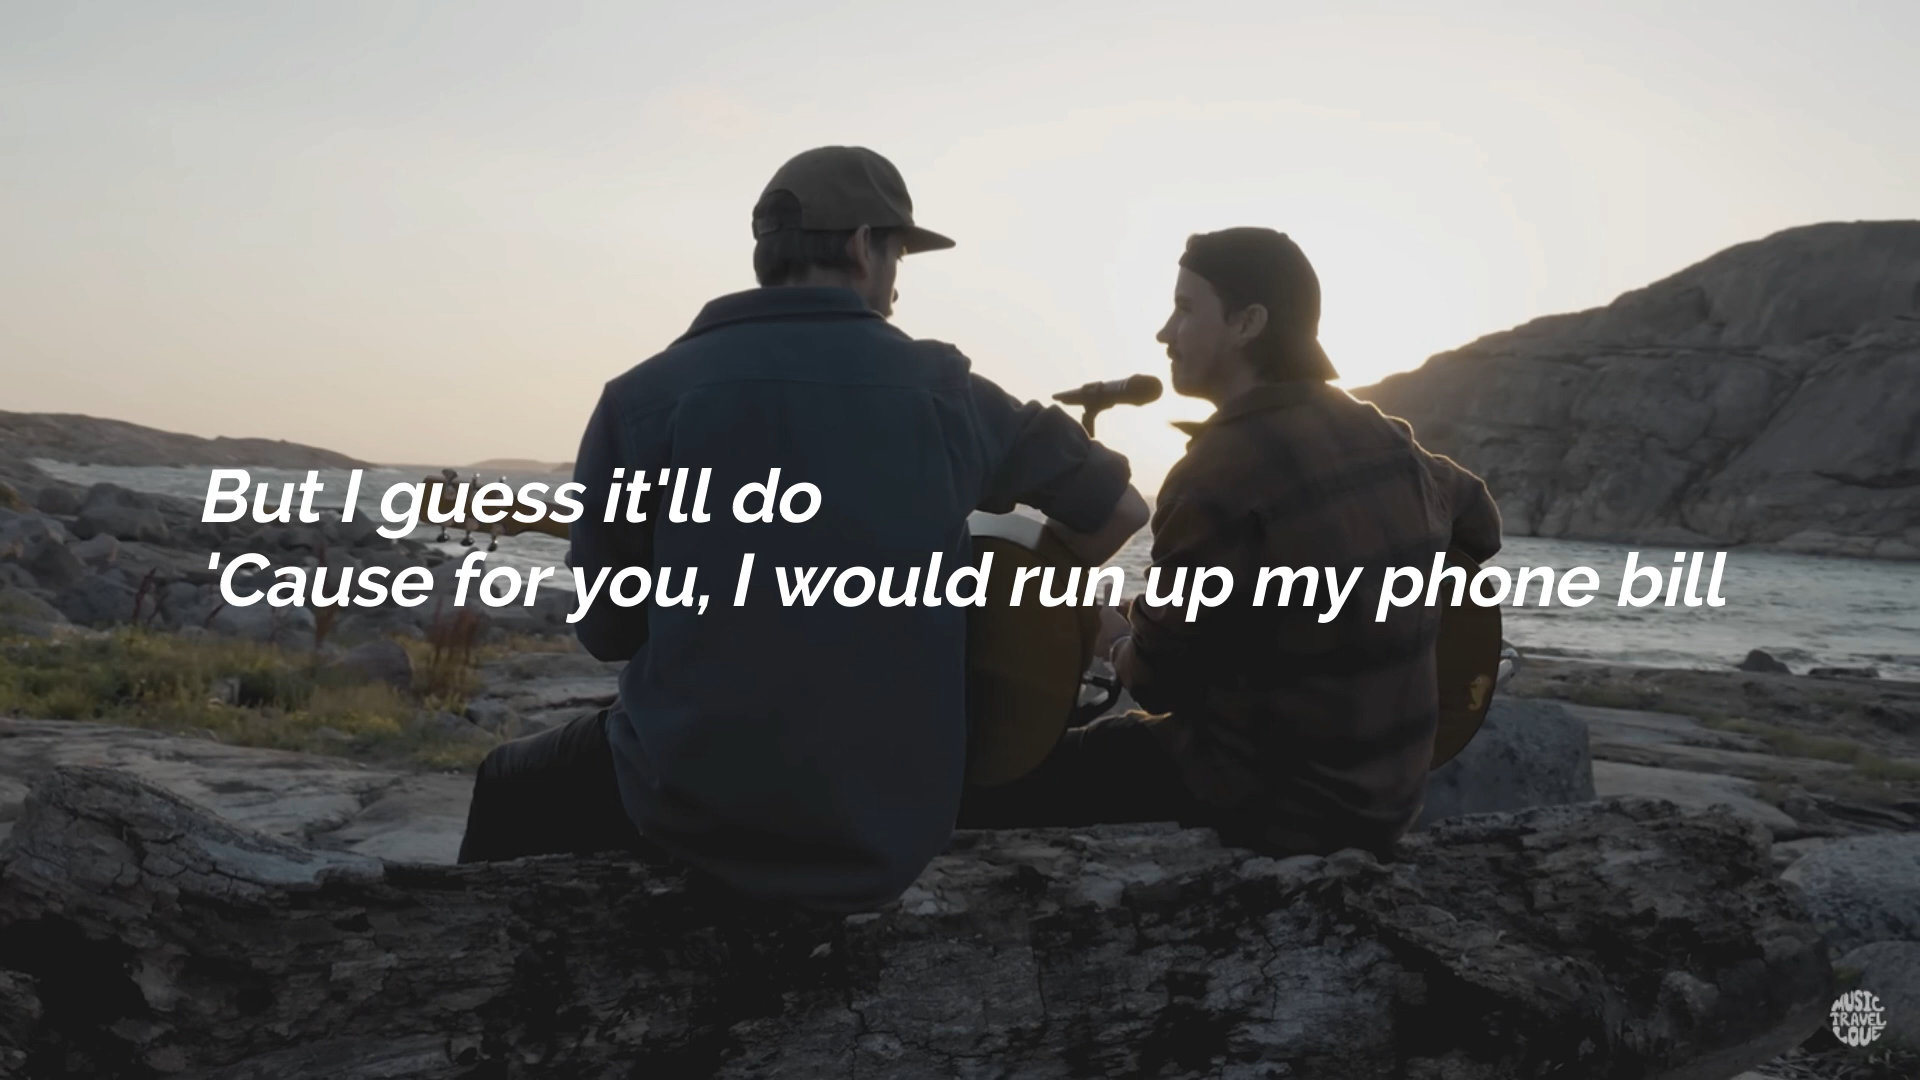 But I guess it'll do
'Cause for you, I would run up my phone bill
MUSIC
TRAVEL
LOVE